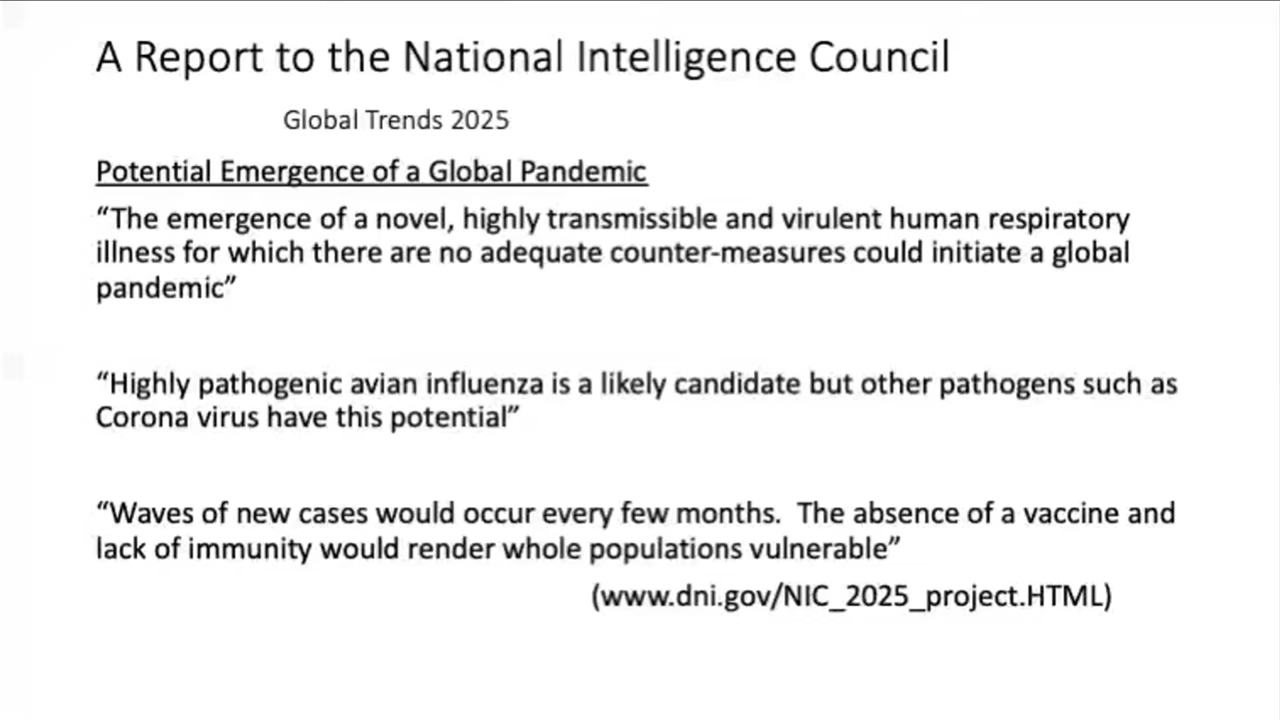 A Report to the National Intelligence Council
Global Trends 2025
Potential Emergence of a Global Pandemic
“The emergence of a novel, highly transmissible and virulent human respiratory
illness for which there are no adequate counter-measures could initiate a global
pandemic”
“Highly pathogenic avian influenza is a likely candidate but other pathogens such as
Corona virus have this potential”
“Waves of new cases would occur every few months.  The absence of a vaccine and
lack of immunity would render whole populations vulnerable”
(www.dni.gov/NIC_2025_project.HTML)